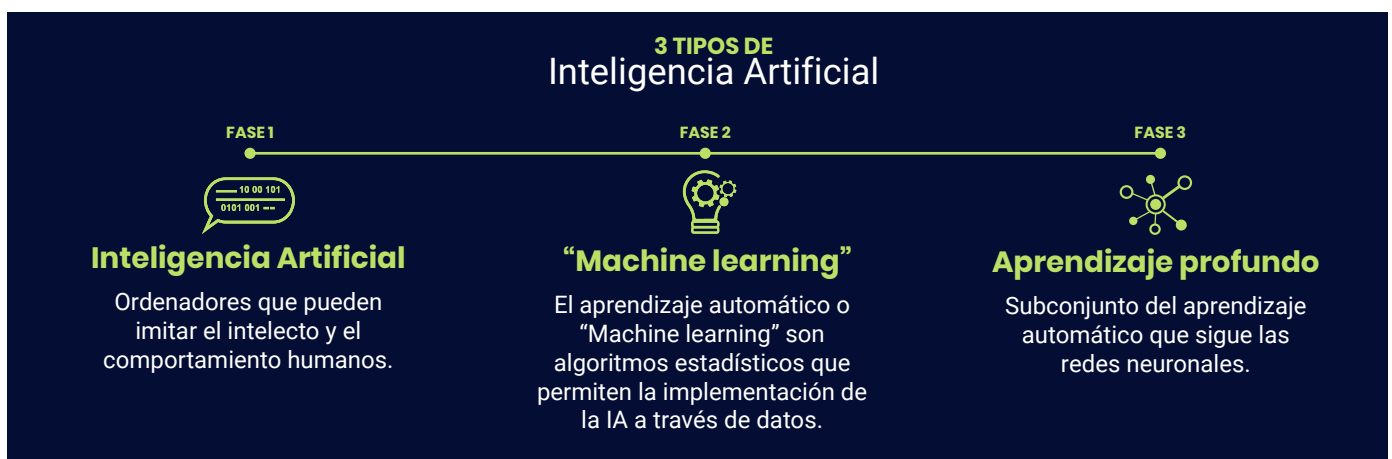 3 TIPOS DE
Inteligencia Artificial
FASE 1
FASE 2
FASE 3
10 00 101
0101 001 --
Inteligencia Artificial
Ordenadores que pueden
imitar el intelecto y el
comportamiento humanos.
“Machine learning”
El aprendizaje automático o
“Machine learning” son
algoritmos estadísticos que
permiten la implementación de
la IA a través de datos.
Aprendizaje profundo
Subconjunto del aprendizaje
automático que sigue las
redes neuronales.